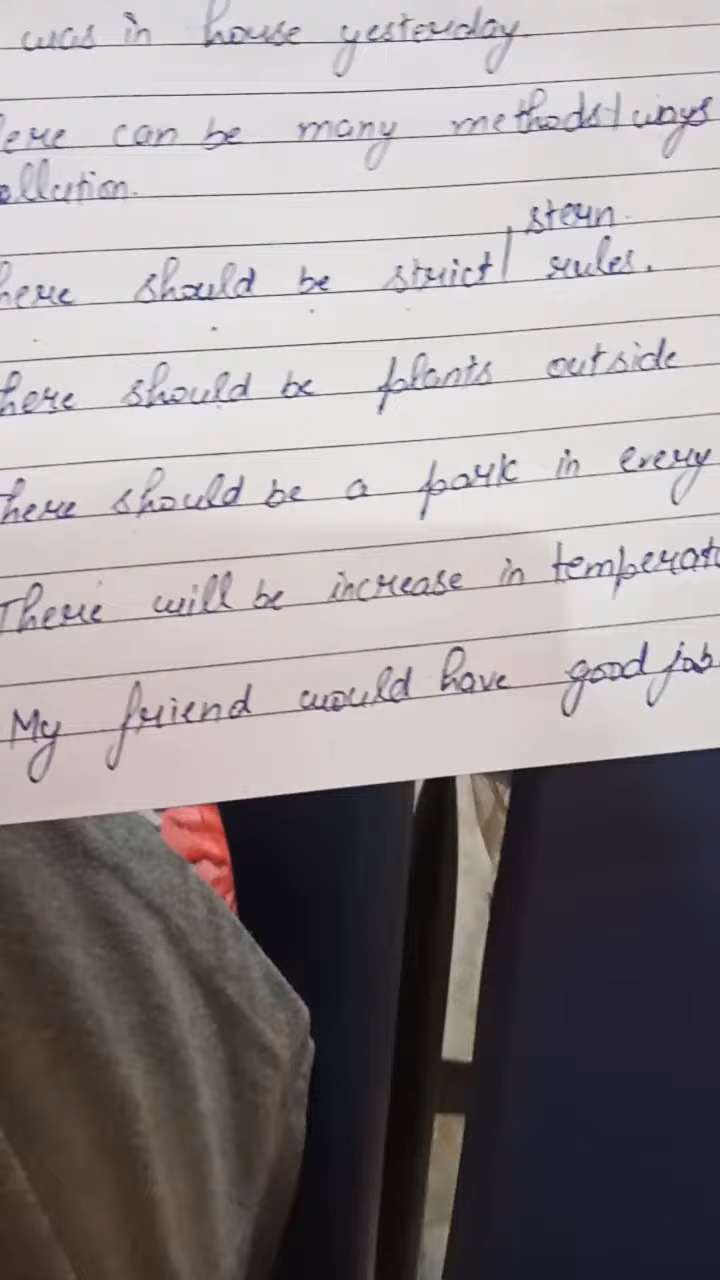 was in house yesterday.
ere can be many methods/ways
ollution.
stern.
here should be strict/ rules.
here should be plants outside
here should be a park in every
There will be increase in temperat
My friend would have good job.